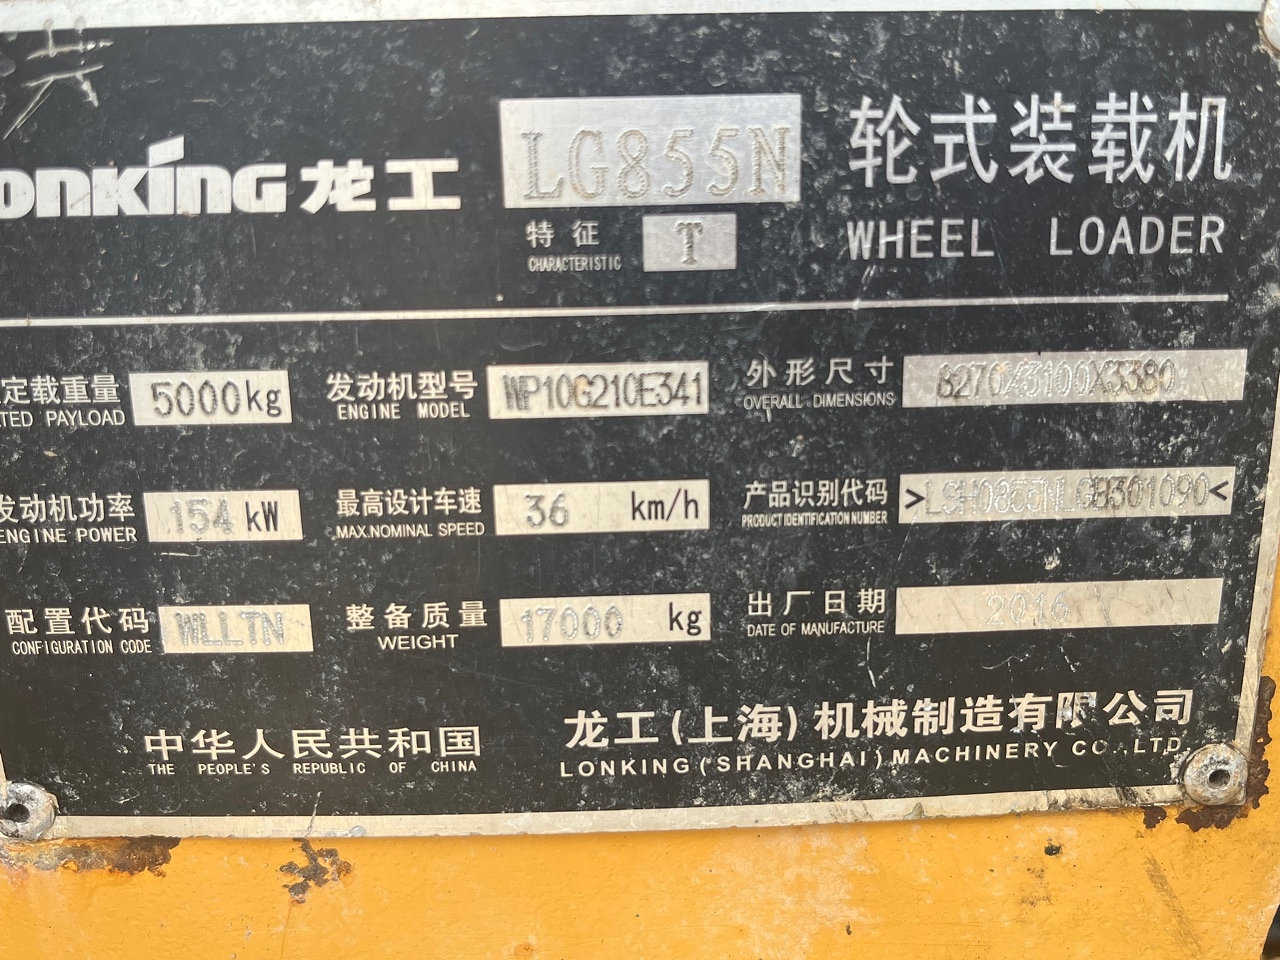 共
LONKING 龙工 LG855N 轮式装载机
特征 T WHEEL LOADER
CHARACTERISTIC
定载重量 5000kg 发动机型号 WP10G210E341 外形尺寸 8270X3100X3380
TED PAYLOAD ENGINE MODEL OVERALL DIMENSIONS
发动机功率 154 kW 最高设计车速 36 km/h 产品识别代码 >LSH0855NLGB301090<
ENGINE POWER MAX.NOMINAL SPEED PRODUCT IDENTIFICATION NUMBER
配置代码 WLLTN 整备质量 17000 kg 出厂日期 2016
CONFIGURATION CODE WEIGHT DATE OF MANUFACTURE
中华人民共和国 龙工(上海)机械制造有限公司
THE PEOPLE'S REPUBLIC OF CHINA LONKING (SHANGHAI) MACHINERY CO.,LTD.